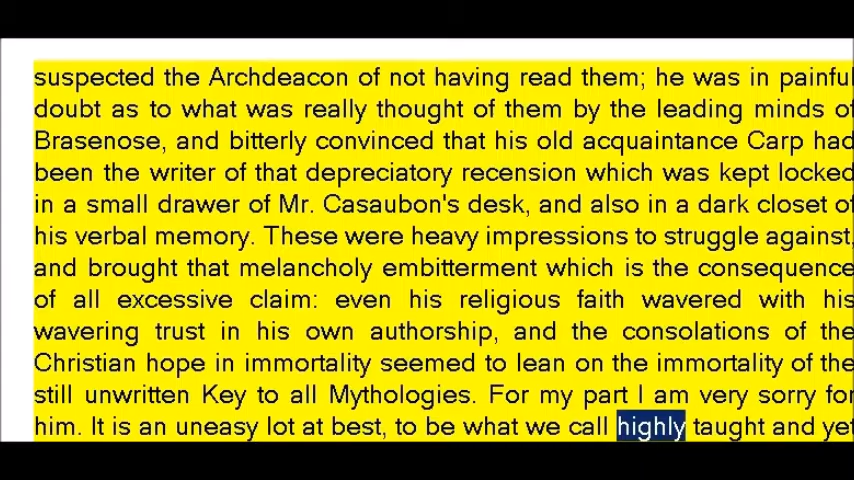 suspected the Archdeacon of not having read them; he was in painful
doubt as to what was really thought of them by the leading minds of
Brasenose, and bitterly convinced that his old acquaintance Carp had
been the writer of that depreciatory recension which was kept locked
in a small drawer of Mr. Casaubon's desk, and also in a dark closet of
his verbal memory. These were heavy impressions to struggle against,
and brought that melancholy embitterment which is the consequence
of all excessive claim: even his religious faith wavered with his
wavering trust in his own authorship, and the consolations of the
Christian hope in immortality seemed to lean on the immortality of the
still unwritten Key to all Mythologies. For my part I am very sorry for
him. It is an uneasy lot at best, to be what we call highly taught and yet